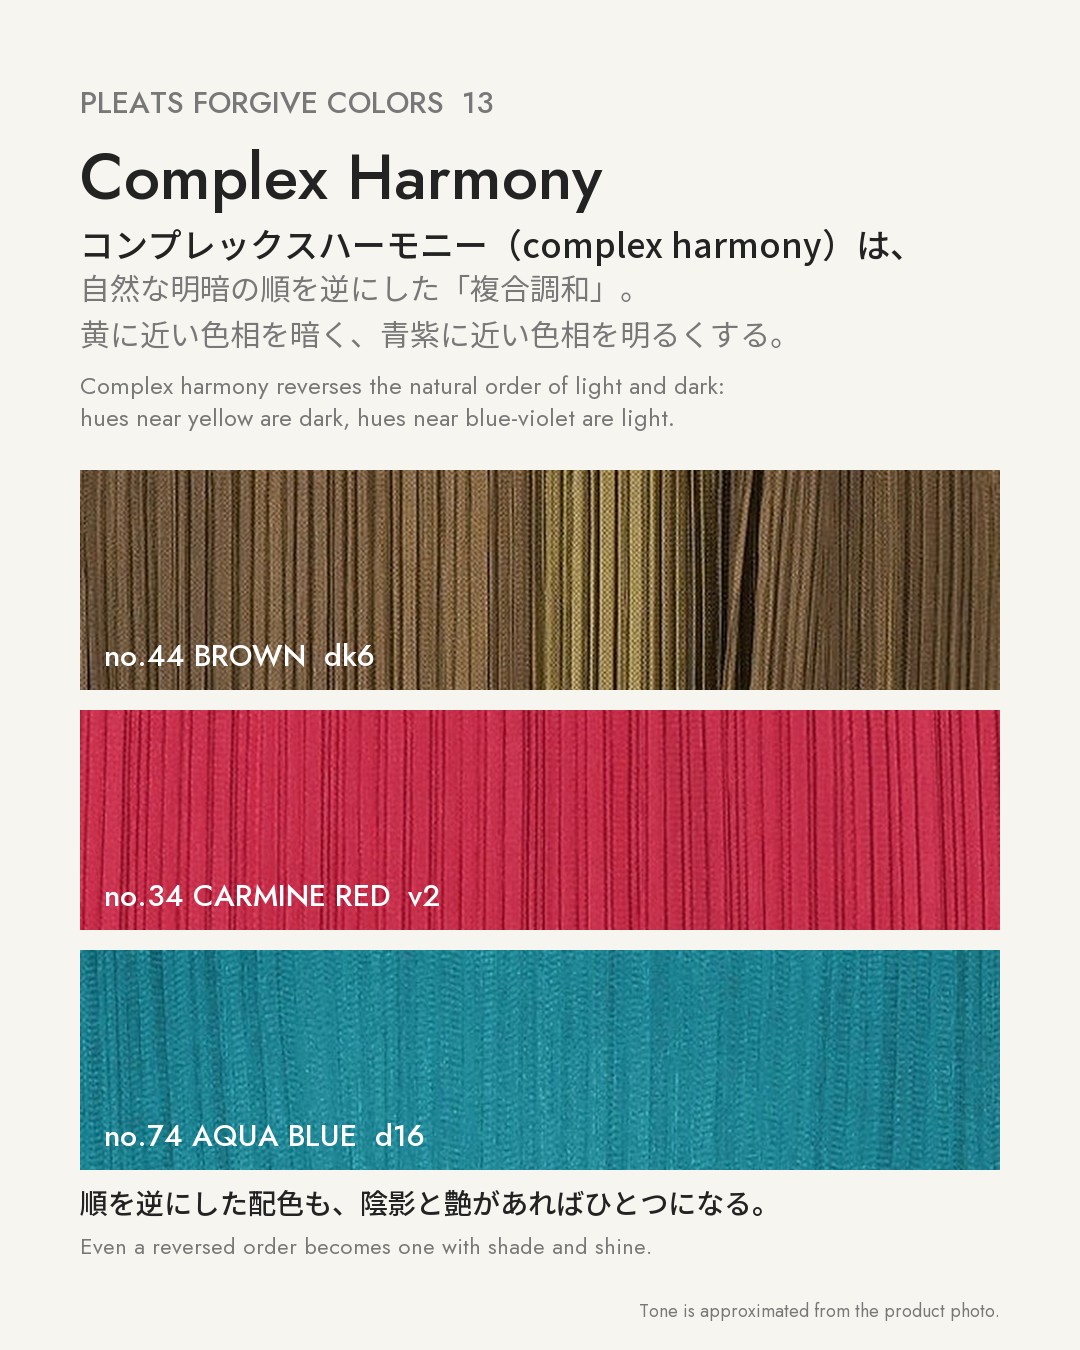 PLEATS FORGIVE COLORS 13
Complex Harmony
コンプレックスハーモニー（complex harmony）は、
自然な明暗の順を逆にした「複合調和」。
黄に近い色相を暗く、青紫に近い色相を明るくする。
Complex harmony reverses the natural order of light and dark:
hues near yellow are dark, hues near blue-violet are light.
no.44 BROWN dk6
no.34 CARMINE RED v2
no.74 AQUA BLUE d16
順を逆にした配色も、陰影と艶があればひとつになる。
Even a reversed order becomes one with shade and shine.
Tone is approximated from the product photo.